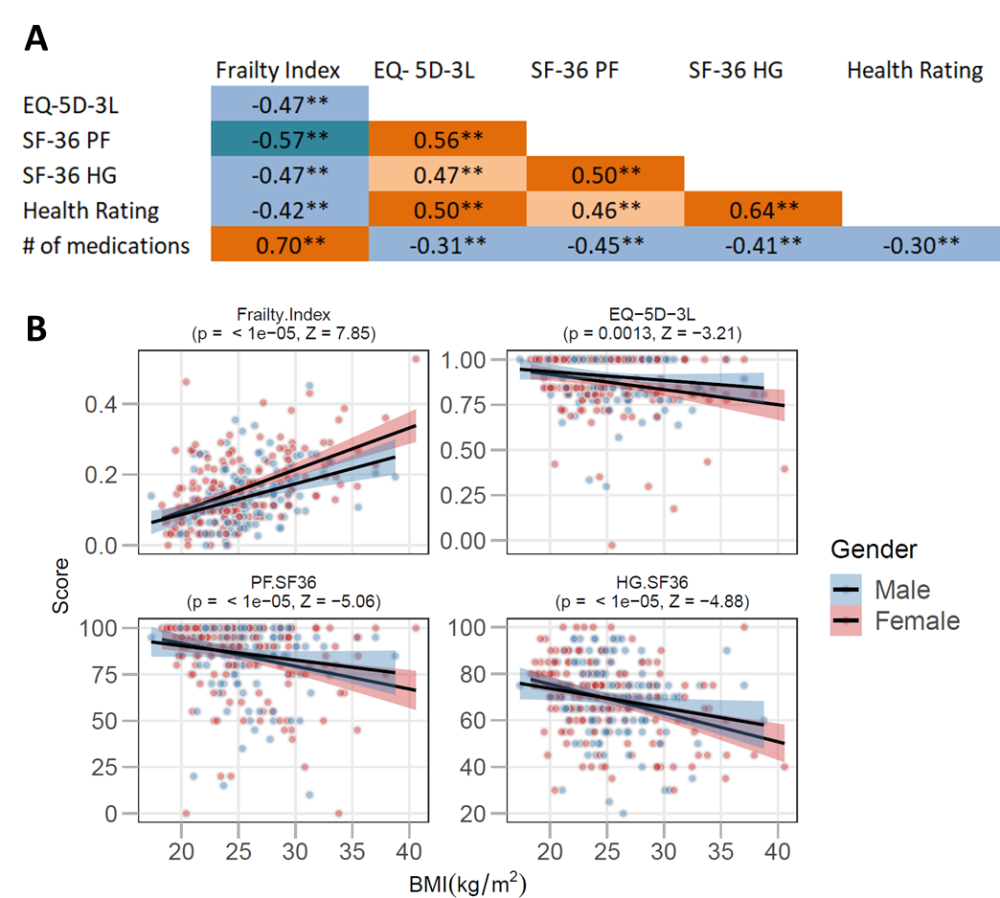 A
Frailty Index EQ- 5D-3L SF-36 PF SF-36 HG Health Rating
EQ-5D-3L -0.47**
SF-36 PF -0.57** 0.56**
SF-36 HG -0.47** 0.47** 0.50**
Health Rating -0.42** 0.50** 0.46** 0.64**
# of medications 0.70** -0.31** -0.45** -0.41** -0.30**
B
Frailty.Index
(p = < 1e−05, Z = 7.85)
0.4
0.2
0.0
EQ−5D−3L
(p = 0.0013, Z = −3.21)
1.00
0.75
0.50
0.25
0.00
Score
PF.SF36
(p = < 1e−05, Z = −5.06)
100
75
50
25
0
20 25 30 35 40
HG.SF36
(p = < 1e−05, Z = −4.88)
100
80
60
40
20
20 25 30 35 40
BMI(kg/m²)
Gender
Male
Female